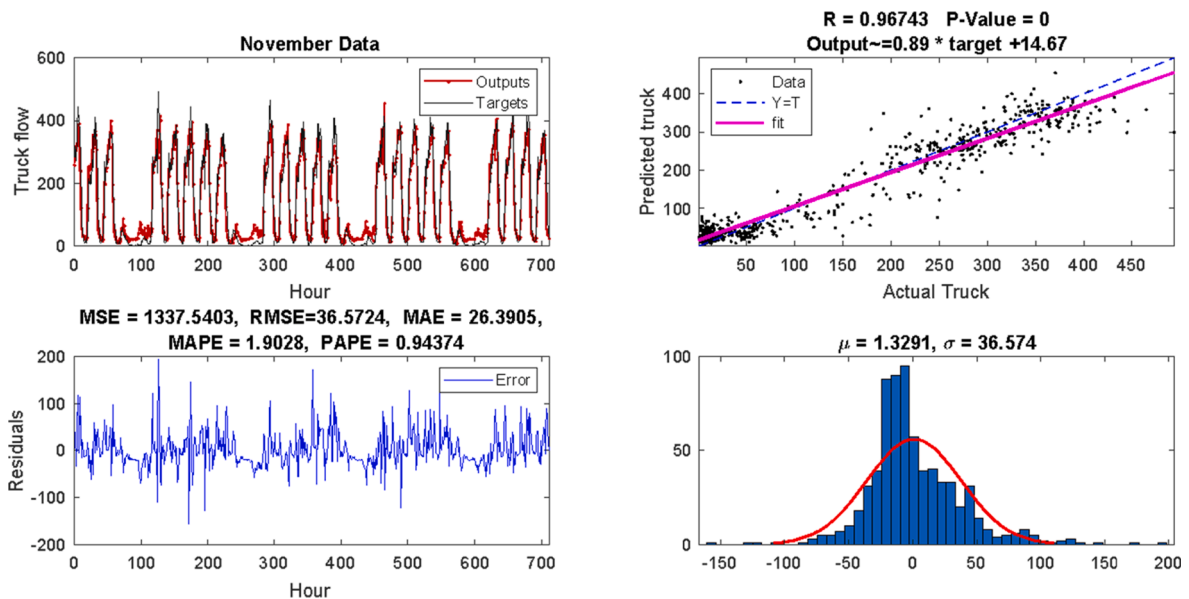 November Data
600
400
200
0
Truck flow
Outputs
Targets
0 100 200 300 400 500 600 700
Hour
R = 0.96743 P-Value = 0
Output~=0.89 * target +14.67
400
300
200
100
Predicted truck
Data
Y=T
fit
50 100 150 200 250 300 350 400 450
Actual Truck
MSE = 1337.5403, RMSE=36.5724, MAE = 26.3905,
MAPE = 1.9028, PAPE = 0.94374
200
100
0
-100
-200
Residuals
Error
0 100 200 300 400 500 600 700
Hour
μ = 1.3291, σ = 36.574
100
50
0
-150 -100 -50 0 50 100 150 200